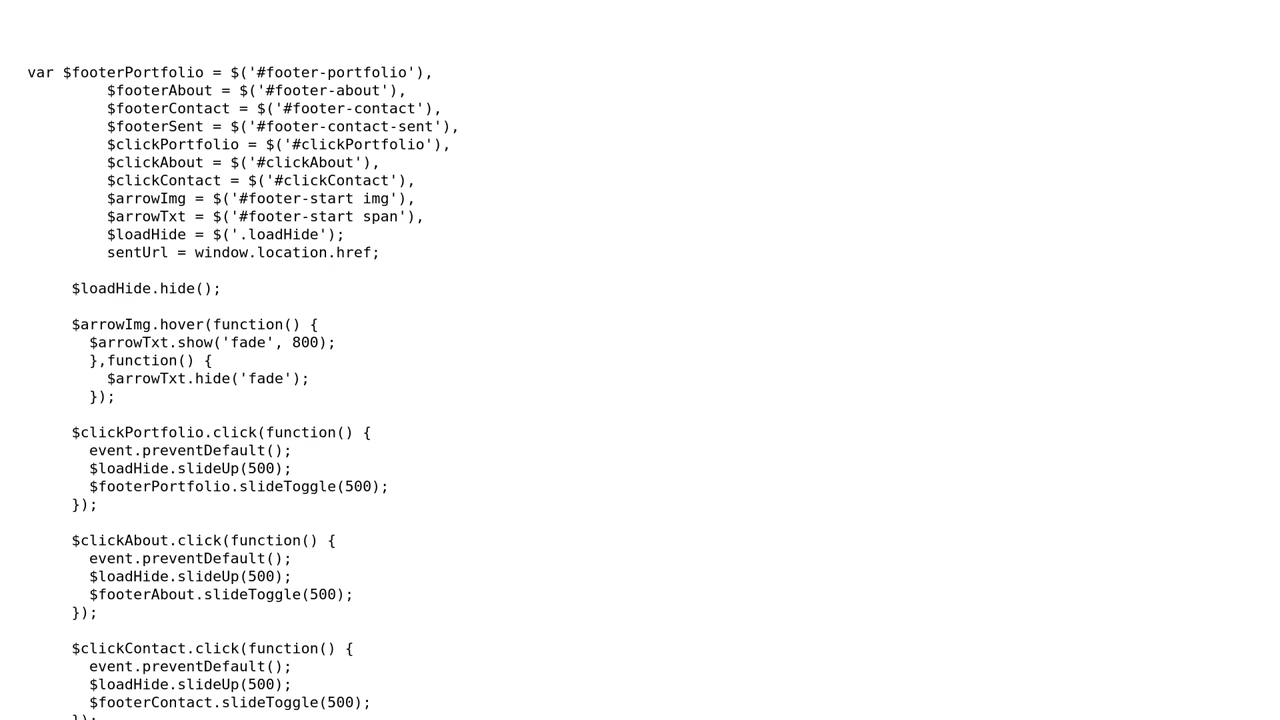 var $footerPortfolio = $('#footer-portfolio'),
         $footerAbout = $('#footer-about'),
         $footerContact = $('#footer-contact'),
         $footerSent = $('#footer-contact-sent'),
         $clickPortfolio = $('#clickPortfolio'),
         $clickAbout = $('#clickAbout'),
         $clickContact = $('#clickContact'),
         $arrowImg = $('#footer-start img'),
         $arrowTxt = $('#footer-start span'),
         $loadHide = $('.loadHide');
         sentUrl = window.location.href;

     $loadHide.hide();

     $arrowImg.hover(function() {
       $arrowTxt.show('fade', 800);
       },function() {
         $arrowTxt.hide('fade');
       });

     $clickPortfolio.click(function() {
       event.preventDefault();
       $loadHide.slideUp(500);
       $footerPortfolio.slideToggle(500);
     });

     $clickAbout.click(function() {
       event.preventDefault();
       $loadHide.slideUp(500);
       $footerAbout.slideToggle(500);
     });

     $clickContact.click(function() {
       event.preventDefault();
       $loadHide.slideUp(500);
       $footerContact.slideToggle(500);
     });